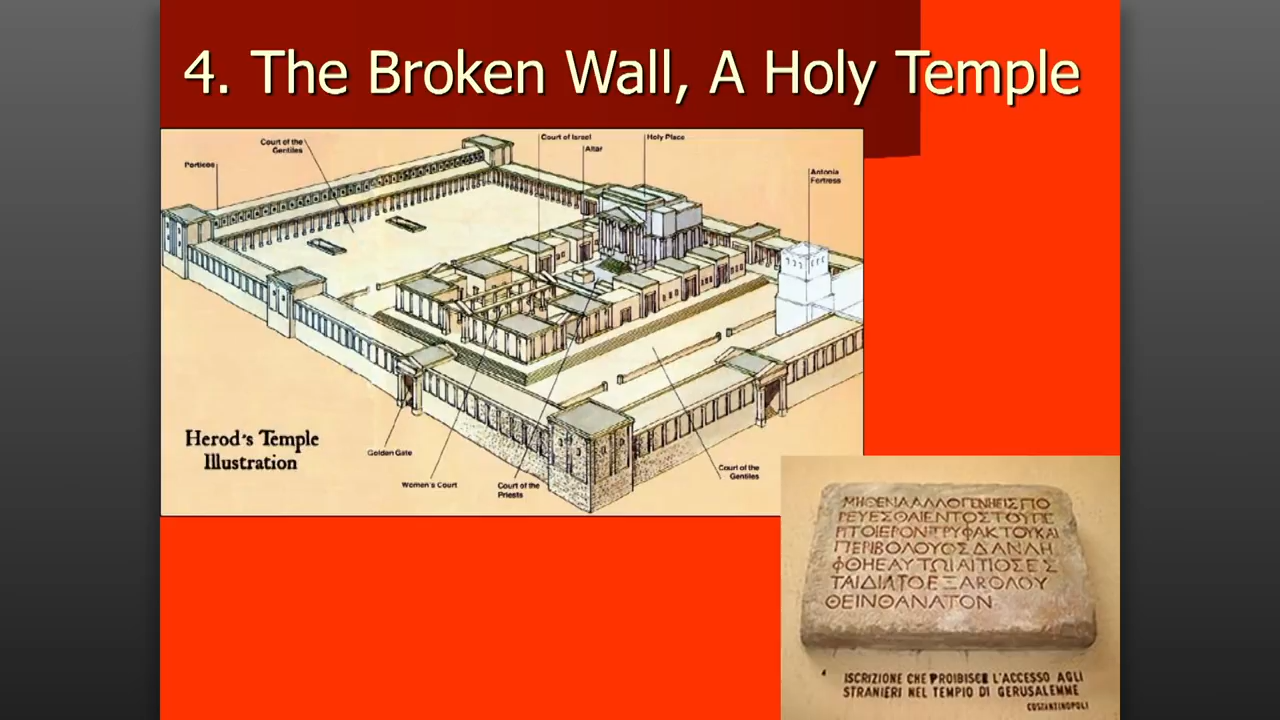 4. The Broken Wall, A Holy Temple
Court of the
Gentiles
Porticos
Court of Israel
Altar
Holy Place
Antonia
Fortress
Herod's Temple
Illustration
Golden Gate
Women's Court
Court of the
Priests
Court of the
Gentiles
ΜΗΘΕΝΑΑΛΛΟΓΕΝΗΕΙΣΠΟ
ΡΕΥΕΣΘΑΙΕΝΤΟΣΤΟΥΠΕ
ΡΙΤΟΙΕΡΟΝΤΡΥΦΑΚΤΟΥΚΑΙ
ΠΕΡΙΒΟΛΟΥΟΣΔΑΝΛΗ
ΦΘΗΕΑΥΤΩΙΑΙΤΙΟΣΕΣ
ΤΑΙΔΙΑΤΟΕΞΑΚΟΛΟΥ
ΘΕΙΝΘΑΝΑΤΟΝ
ISCRIZIONE CHE PROIBISCE L'ACCESSO AGLI
STRANIERI NEL TEMPIO DI GERUSALEMME
COSTANTINOPOLI